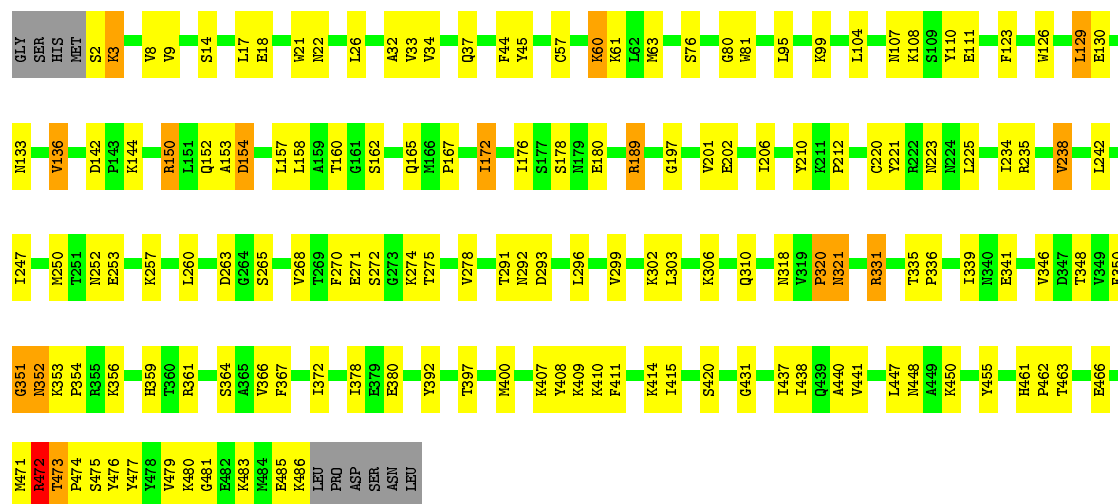 GLY SER HIS MET S2 K3 V8 V9 S14 L17 E18 W21 N22 L26 A32 V33 V34 Q37 F44 Y45 C57 K60 K61 L62 M63 S76 G80 W81 L95 K99 L104 N107 K108 S109 Y110 E111 F123 W126 L129 E130
N133 V136 D142 P143 K144 R150 L151 Q152 A153 D154 L157 L158 A159 T160 G161 S162 Q165 M166 P167 I172 I176 S177 S178 N179 E180 R189 G197 V201 E202 I206 Y210 K211 P212 C220 Y221 R222 N223 N224 L225 I234 R235 V238 L242
I247 M250 T251 N252 E253 K257 L260 D263 G264 S265 V268 T269 F270 E271 S272 G273 K274 T275 V278 T291 N292 D293 L296 V299 K302 L303 K306 Q310 N318 V319 P320 N321 R331 T335 P336 I339 N340 E341 V346 D347 T348 V349 F350
G351 N352 K353 P354 R355 K356 H359 T360 R361 S364 A365 V366 F367 I372 I378 E379 E380 Y392 T397 M400 K407 Y408 K409 K410 F411 K414 I415 S420 G431 I437 I438 Q439 A440 V441 L447 N448 A449 K450 Y455 H461 P462 T463 E466
M471 R472 T473 P474 S475 Y476 Y477 Y478 V479 K480 G481 E482 K483 M484 E485 K486 LEU PRO ASP SER ASN LEU